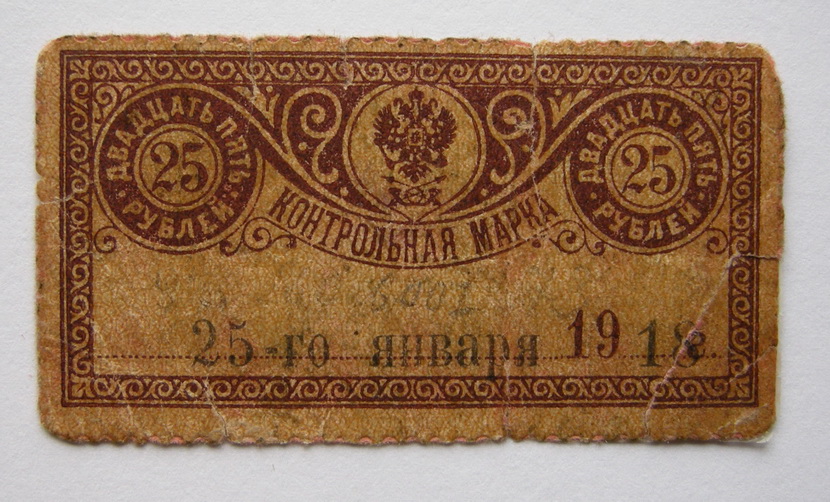 ДВАДЦАТЬ ПЯТЬ
25
РУБЛЕЙ
КОНТРОЛЬНАЯ МАРКА
ДВАДЦАТЬ ПЯТЬ
25
РУБЛЕЙ
25-го января 1918